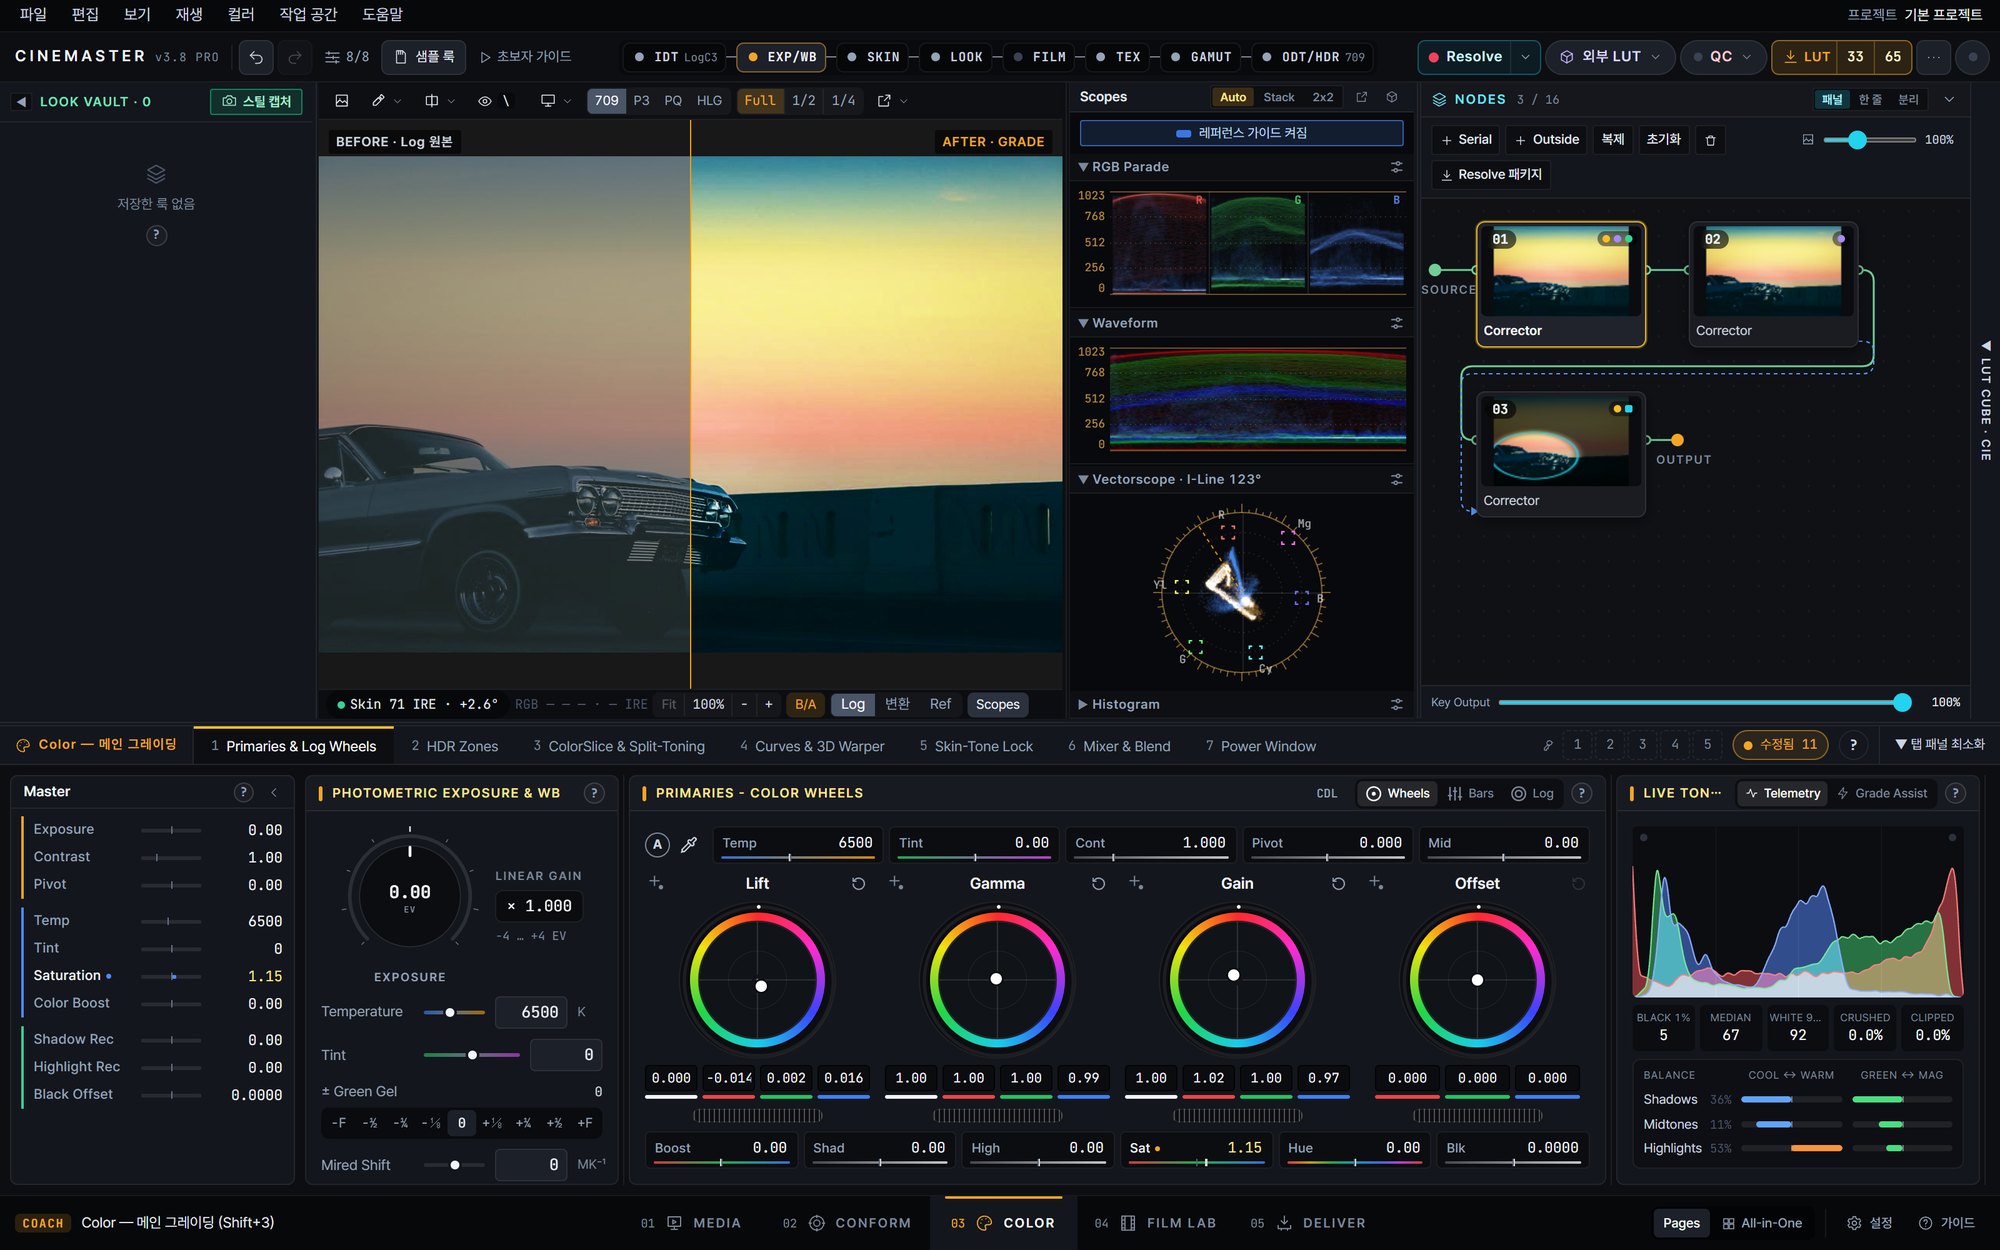 파일 편집 보기 재생 컬러 작업 공간 도움말 프로젝트 기본 프로젝트
CINEMASTER v3.8 PRO 8/8 샘플 룩 초보자 가이드 IDT LogC3 EXP/WB SKIN LOOK FILM TEX GAMUT ODT/HDR 709 Resolve 외부 LUT QC LUT 33 65 ···
LOOK VAULT · 0 스틸 캡처
저장한 룩 없음
?
709 P3 PQ HLG Full 1/2 1/4
BEFORE · Log 원본 AFTER · GRADE
Skin 71 IRE · +2.6° RGB — — — · — IRE Fit 100% - + B/A Log 변환 Ref Scopes
Scopes Auto Stack 2x2
레퍼런스 가이드 켜짐
RGB Parade
1023 R G B
768
512
256
0
Waveform
1023
768
512
256
0
Vectorscope · I-Line 123°
R Mg
YL B
G Cy
Histogram
NODES 3 / 16 패널 한 줄 분리
+ Serial + Outside 복제 초기화 100%
Resolve 패키지
01 02
SOURCE
Corrector Corrector
03
OUTPUT
Corrector
Key Output 100%
LUT CUBE · CIE
Color — 메인 그레이딩 1 Primaries & Log Wheels 2 HDR Zones 3 ColorSlice & Split-Toning 4 Curves & 3D Warper 5 Skin-Tone Lock 6 Mixer & Blend 7 Power Window 1 2 3 4 5 수정됨 11 ? 탭 패널 최소화
Master ?
Exposure 0.00
Contrast 1.00
Pivot 0.00
Temp 6500
Tint 0
Saturation 1.15
Color Boost 0.00
Shadow Rec 0.00
Highlight Rec 0.00
Black Offset 0.0000
PHOTOMETRIC EXPOSURE & WB ?
0.00
EV
LINEAR GAIN
× 1.000
-4 … +4 EV
EXPOSURE
Temperature 6500 K
Tint 0
± Green Gel 0
-F -½ -¼ -⅛ 0 +⅛ +¼ +½ +F
Mired Shift 0 MK⁻¹
PRIMARIES - COLOR WHEELS CDL Wheels Bars Log ?
A Temp 6500 Tint 0.00 Cont 1.000 Pivot 0.000 Mid 0.00
Lift Gamma Gain Offset
0.000 -0.014 0.002 0.016 1.00 1.00 1.00 0.99 1.00 1.02 1.00 0.97 0.000 0.000 0.000
Boost 0.00 Shad 0.00 High 0.00 Sat 1.15 Hue 0.00 Blk 0.0000
LIVE TON··· Telemetry Grade Assist ?
BLACK 1% MEDIAN WHITE 9... CRUSHED CLIPPED
5 67 92 0.0% 0.0%
BALANCE COOL ↔ WARM GREEN ↔ MAG
Shadows 36%
Midtones 11%
Highlights 53%
COACH Color — 메인 그레이딩 (Shift+3) 01 MEDIA 02 CONFORM 03 COLOR 04 FILM LAB 05 DELIVER Pages All-in-One 설정 가이드